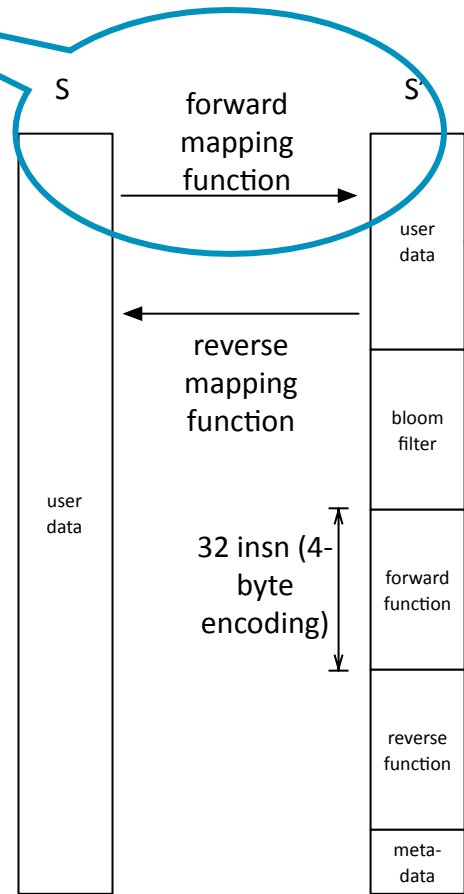 S
S'
forward
mapping
function
user
data
reverse
mapping
function
bloom
filter
user
data
32 insn (4-
byte
encoding)
forward
function
reverse
function
meta-
data